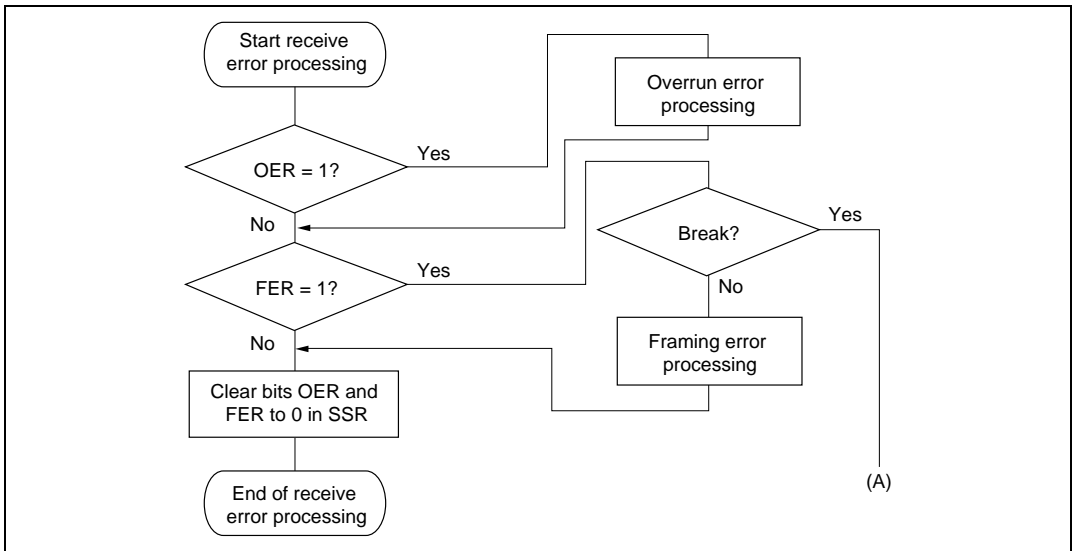 Start receive
error processing
OER = 1?
Yes
Overrun error
processing
No
FER = 1?
Yes
Break?
Yes
No
Framing error
processing
No
Clear bits OER and
FER to 0 in SSR
End of receive
error processing
(A)